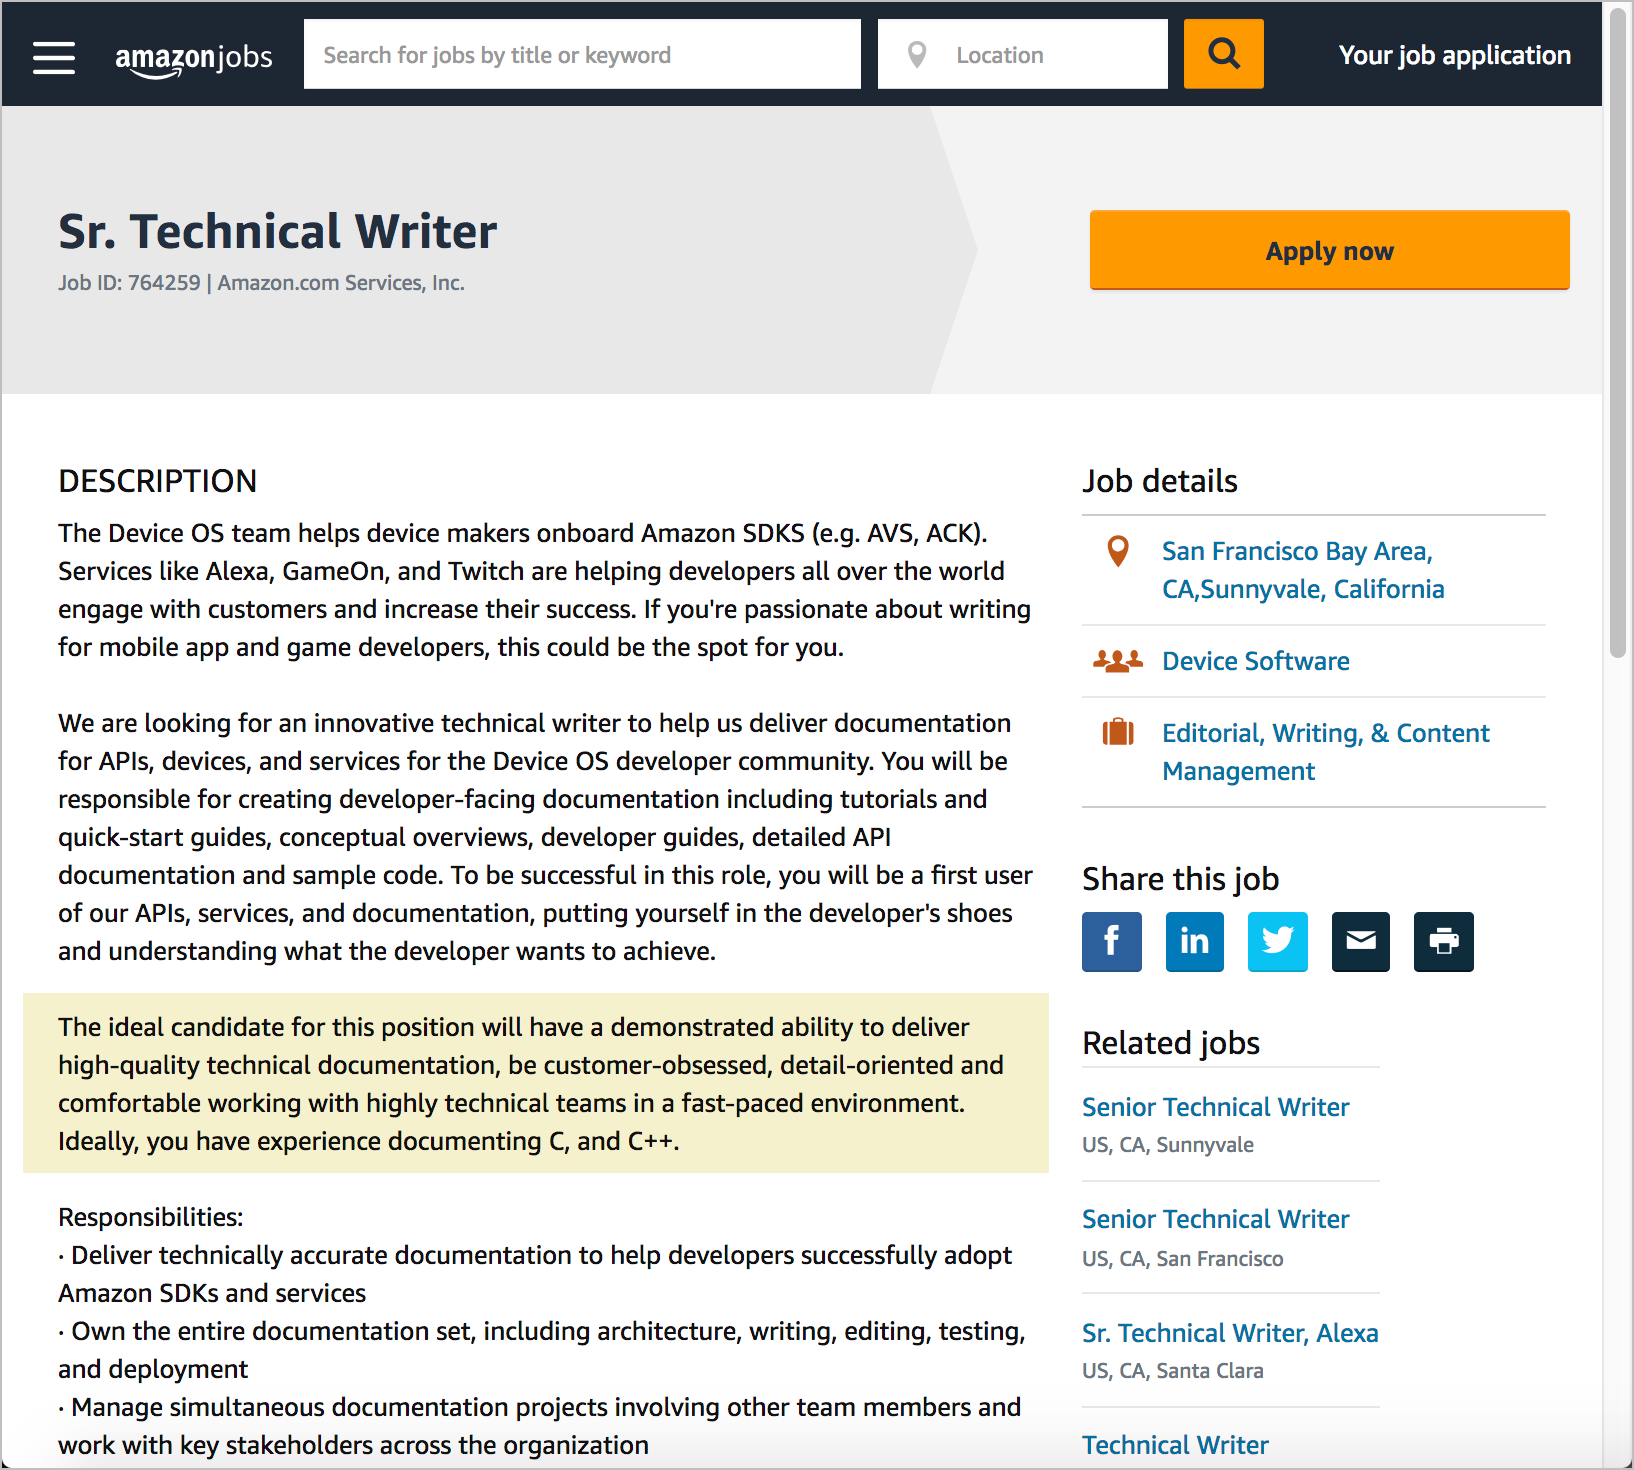 amazonjobs
Search for jobs by title or keyword
Location
Your job application
Sr. Technical Writer
Job ID: 764259 | Amazon.com Services, Inc.
Apply now
DESCRIPTION
The Device OS team helps device makers onboard Amazon SDKS (e.g. AVS, ACK).
Services like Alexa, GameOn, and Twitch are helping developers all over the world
engage with customers and increase their success. If you're passionate about writing
for mobile app and game developers, this could be the spot for you.
We are looking for an innovative technical writer to help us deliver documentation
for APIs, devices, and services for the Device OS developer community. You will be
responsible for creating developer-facing documentation including tutorials and
quick-start guides, conceptual overviews, developer guides, detailed API
documentation and sample code. To be successful in this role, you will be a first user
of our APIs, services, and documentation, putting yourself in the developer's shoes
and understanding what the developer wants to achieve.
The ideal candidate for this position will have a demonstrated ability to deliver
high-quality technical documentation, be customer-obsessed, detail-oriented and
comfortable working with highly technical teams in a fast-paced environment.
Ideally, you have experience documenting C, and C++.
Responsibilities:
· Deliver technically accurate documentation to help developers successfully adopt
Amazon SDKs and services
· Own the entire documentation set, including architecture, writing, editing, testing,
and deployment
· Manage simultaneous documentation projects involving other team members and
work with key stakeholders across the organization
Job details
San Francisco Bay Area,
CA,Sunnyvale, California
Device Software
Editorial, Writing, & Content
Management
Share this job
f
in
Related jobs
Senior Technical Writer
US, CA, Sunnyvale
Senior Technical Writer
US, CA, San Francisco
Sr. Technical Writer, Alexa
US, CA, Santa Clara
Technical Writer